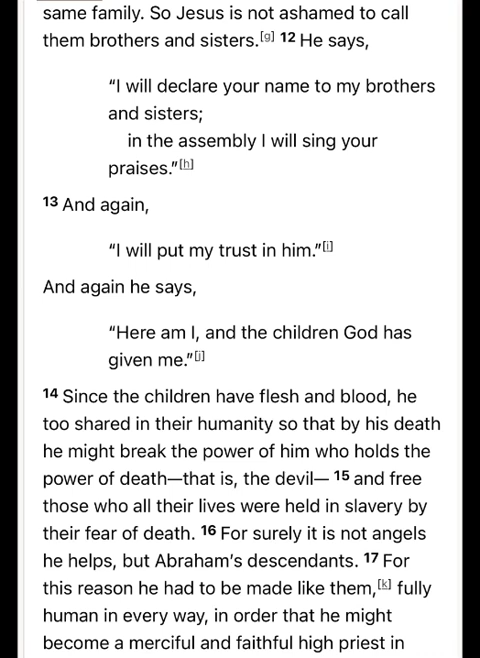 same family. So Jesus is not ashamed to call
them brothers and sisters.[g] 12 He says,
“I will declare your name to my brothers
and sisters;
in the assembly I will sing your
praises.”[h]
13 And again,
“I will put my trust in him.”[i]
And again he says,
“Here am I, and the children God has
given me.”[j]
14 Since the children have flesh and blood, he
too shared in their humanity so that by his death
he might break the power of him who holds the
power of death—that is, the devil— 15 and free
those who all their lives were held in slavery by
their fear of death. 16 For surely it is not angels
he helps, but Abraham’s descendants. 17 For
this reason he had to be made like them,[k] fully
human in every way, in order that he might
become a merciful and faithful high priest in